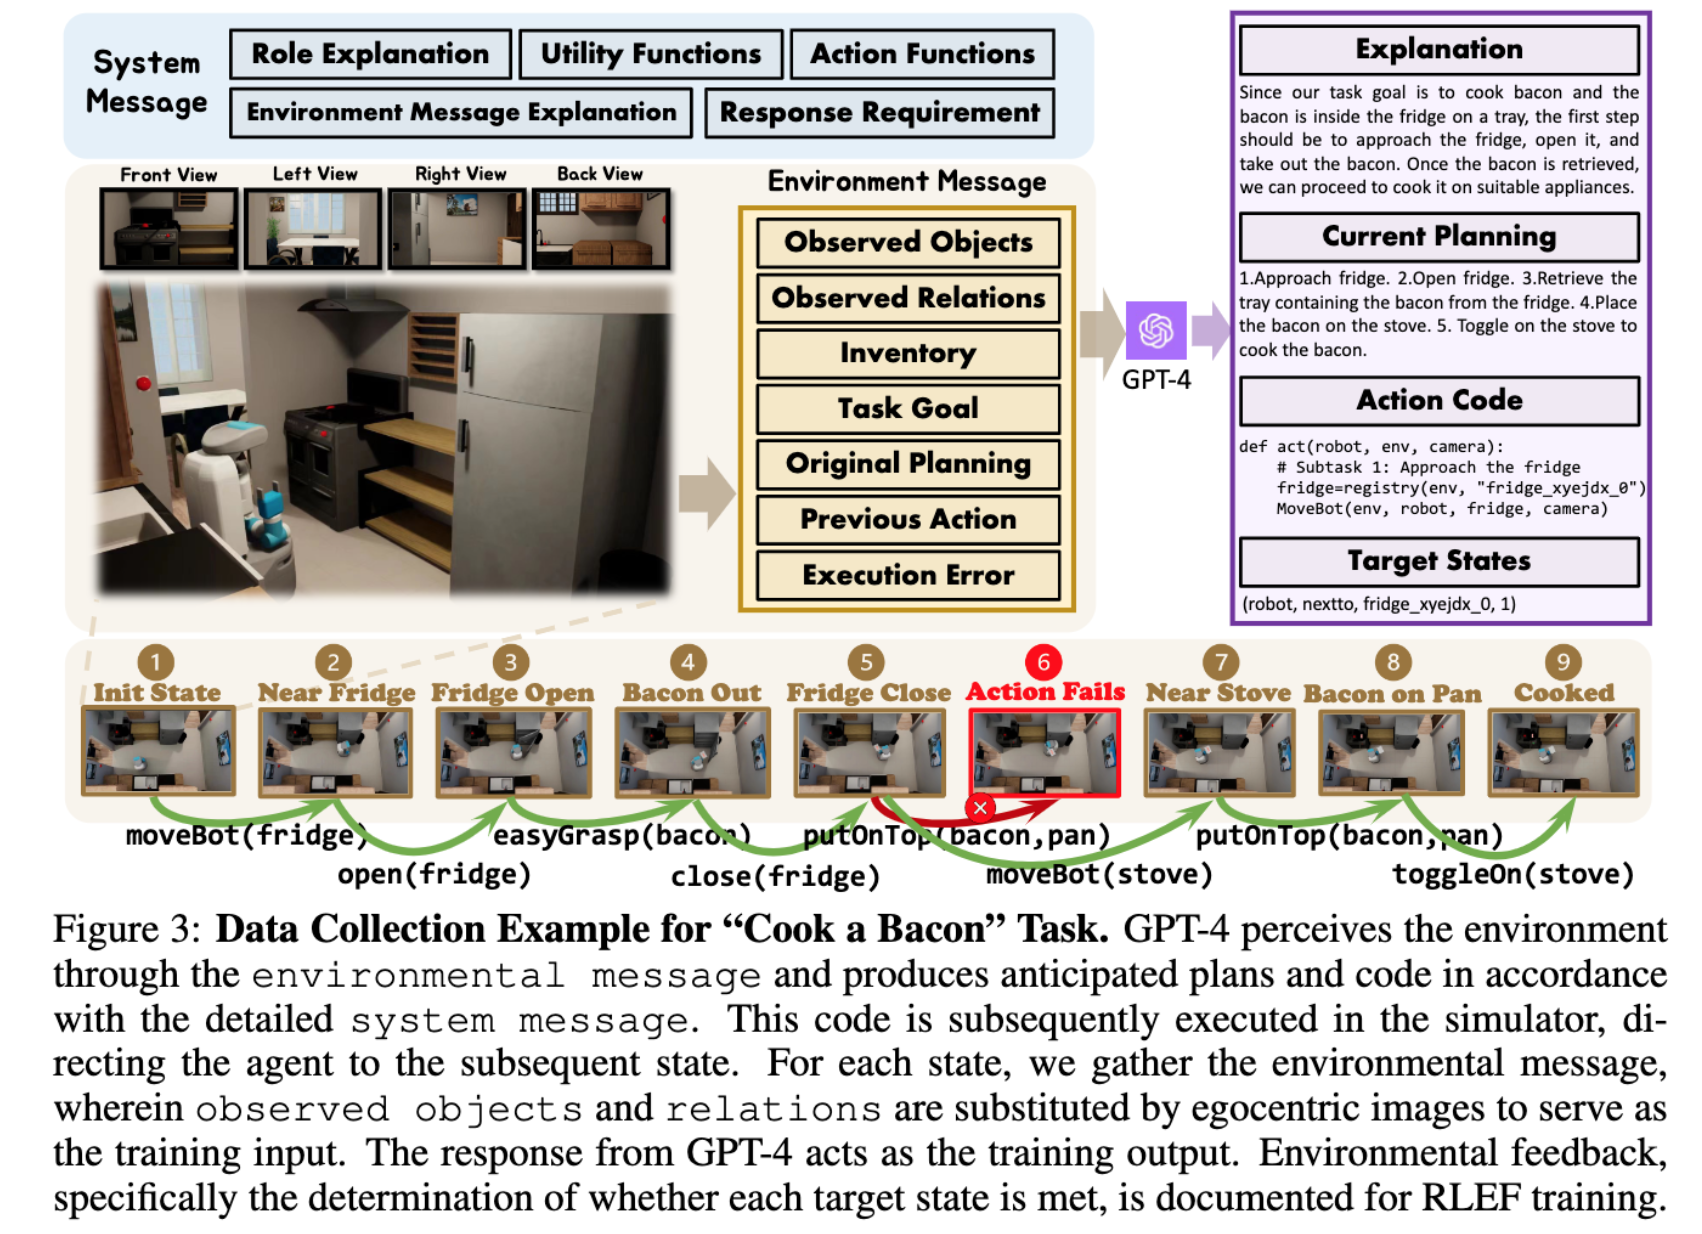 System
Message
Role Explanation
Utility Functions
Action Functions
Environment Message Explanation
Response Requirement
Front View
Left View
Right View
Back View
Environment Message
Observed Objects
Observed Relations
Inventory
Task Goal
Original Planning
Previous Action
Execution Error
GPT-4
Explanation
Since our task goal is to cook bacon and the
bacon is inside the fridge on a tray, the first step
should be to approach the fridge, open it, and
take out the bacon. Once the bacon is retrieved,
we can proceed to cook it on suitable appliances.
Current Planning
1.Approach fridge. 2.Open fridge. 3.Retrieve the
tray containing the bacon from the fridge. 4.Place
the bacon on the stove. 5. Toggle on the stove to
cook the bacon.
Action Code
def act(robot, env, camera):
# Subtask 1: Approach the fridge
fridge=registry(env, "fridge_xyejdx_0")
MoveBot(env, robot, fridge, camera)
Target States
(robot, nextto, fridge_xyejdx_0, 1)
1 2 3 4 5 6 7 8 9
Init State Near Fridge Fridge Open Bacon Out Fridge Close Action Fails Near Stove Bacon on Pan Cooked
moveBot(fridge) easyGrasp(bacon) putOnTop(bacon,pan) putOnTop(bacon,pan)
open(fridge) close(fridge) moveBot(stove) toggleOn(stove)
Figure 3: Data Collection Example for “Cook a Bacon” Task. GPT-4 perceives the environment
through the environmental message and produces anticipated plans and code in accordance
with the detailed system message. This code is subsequently executed in the simulator, di-
recting the agent to the subsequent state. For each state, we gather the environmental message,
wherein observed objects and relations are substituted by egocentric images to serve as
the training input. The response from GPT-4 acts as the training output. Environmental feedback,
specifically the determination of whether each target state is met, is documented for RLEF training.